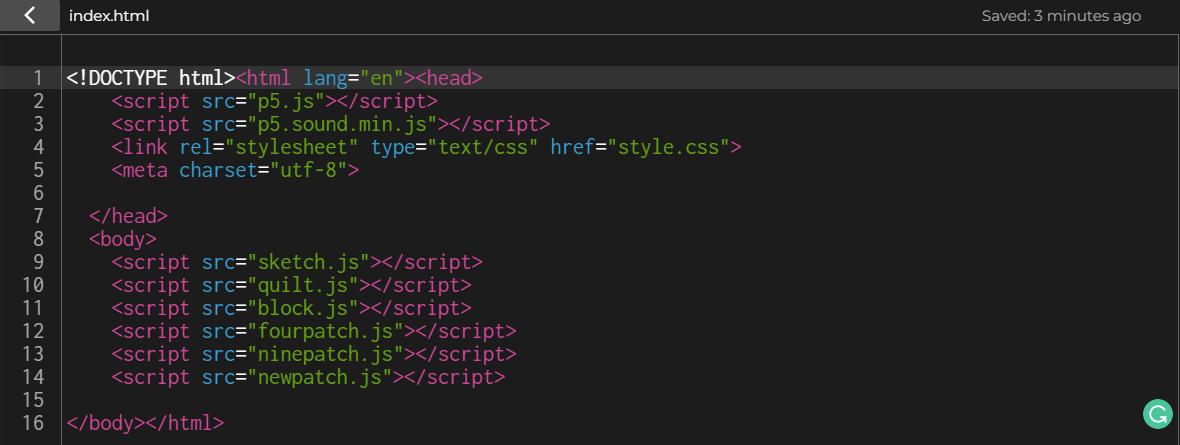 index.html
Saved: 3 minutes ago
1 <!DOCTYPE html><html lang="en"><head>
2     <script src="p5.js"></script>
3     <script src="p5.sound.min.js"></script>
4     <link rel="stylesheet" type="text/css" href="style.css">
5     <meta charset="utf-8">
6
7   </head>
8   <body>
9     <script src="sketch.js"></script>
10     <script src="quilt.js"></script>
11     <script src="block.js"></script>
12     <script src="fourpatch.js"></script>
13     <script src="ninepatch.js"></script>
14     <script src="newpatch.js"></script>
15
16 </body></html>